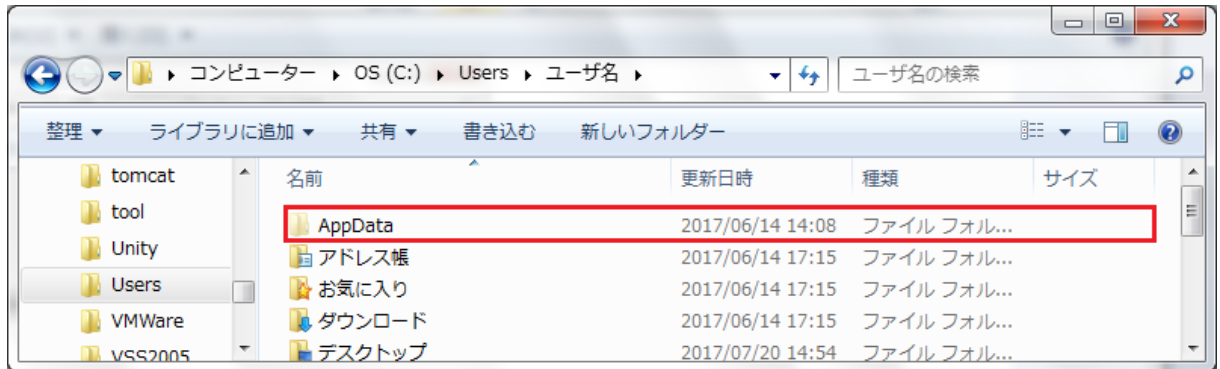 コンピューター ▸ OS (C:) ▸ Users ▸ ユーザ名 ▸ ユーザ名の検索
整理 ▼ ライブラリに追加 ▼ 共有 ▼ 書き込む 新しいフォルダー
tomcat
tool
Unity
Users
VMWare
VSS2005
名前 更新日時 種類 サイズ
AppData 2017/06/14 14:08 ファイル フォル...
アドレス帳 2017/06/14 17:15 ファイル フォル...
お気に入り 2017/06/14 17:15 ファイル フォル...
ダウンロード 2017/06/14 17:15 ファイル フォル...
デスクトップ 2017/07/20 14:54 ファイル フォル...